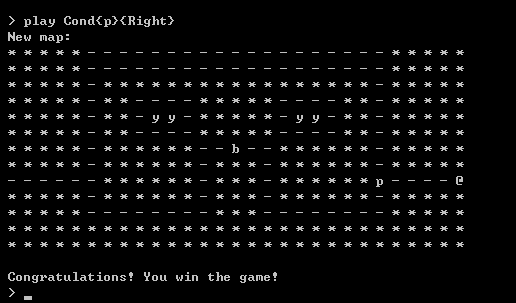 > play Cond{p}{Right}
New map:
* * * * * - - - - - - - - - - - - - - - - - - - * * * * *
* * * * * - - - - - - - - - - - - - - - - - - - * * * * *
* * * * * - * * * * * * * * * * * * * * * * * - * * * * *
* * * * * - * * - - - - * * * * * - - - - * * - * * * * *
* * * * * - * * - y y - * * * * * - y y - * * - * * * * *
* * * * * - * * - - - - * * * * * - - - - * * - * * * * *
* * * * * - * * * * * * - - b - - * * * * * * - * * * * *
* * * * * - * * * * * * * * * * * * * * * * * - * * * * *
- - - - - - * * * * * * * * * * * * * * * * * p - - - - @
* * * * * - * * * * * * * * * * * * * * * * * - * * * * *
* * * * * - - - - - - - - * * * - - - - - - - - * * * * *
* * * * * * * * * * * * * * * * * * * * * * * * * * * * *
* * * * * * * * * * * * * * * * * * * * * * * * * * * * *
Congratulations! You win the game!
> _